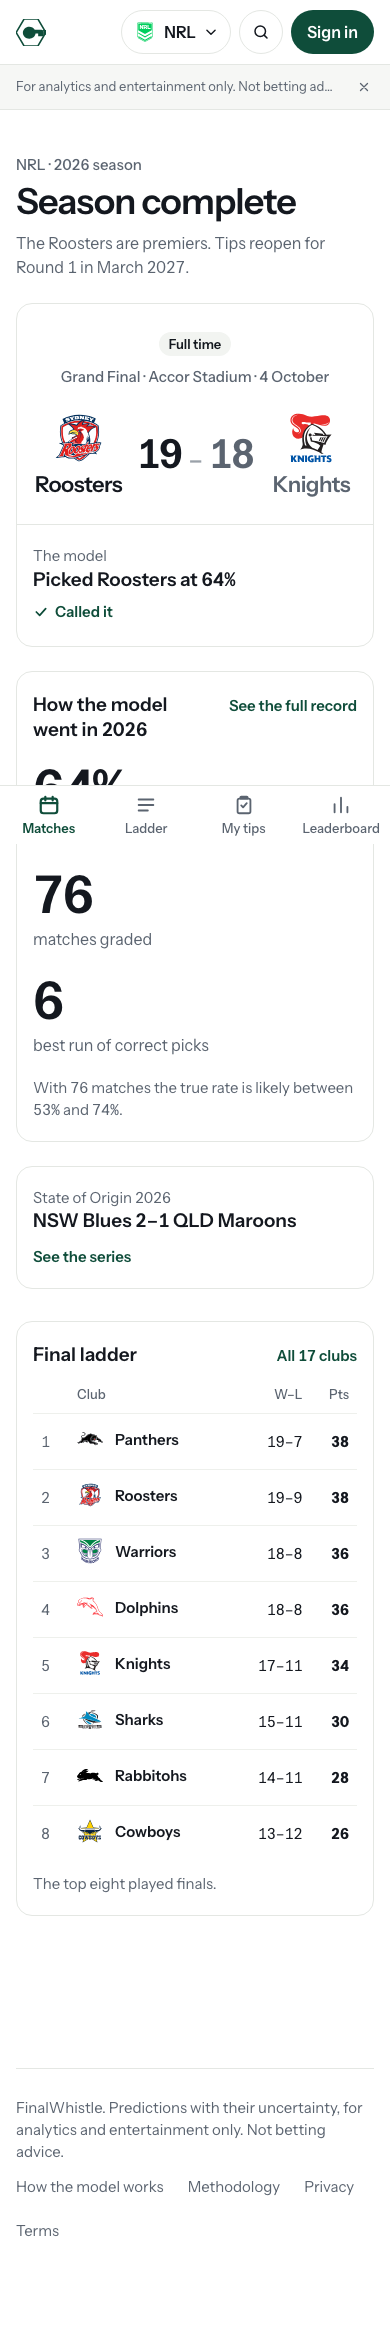 NRL
Sign in
For analytics and entertainment only. Not betting ad...
NRL · 2026 season
Season complete
The Roosters are premiers. Tips reopen for
Round 1 in March 2027.
Full time
Grand Final · Accor Stadium · 4 October
SYDNEY
Roosters
KNIGHTS
Roosters
19 – 18
Knights
The model
Picked Roosters at 64%
Called it
How the model
went in 2026
See the full record
64%
Matches
Ladder
My tips
Leaderboard
76
matches graded
6
best run of correct picks
With 76 matches the true rate is likely between
53% and 74%.
State of Origin 2026
NSW Blues 2–1 QLD Maroons
See the series
Final ladder
All 17 clubs
Club W–L Pts
1 Panthers 19–7 38
2 Roosters 19–9 38
3 Warriors 18–8 36
4 Dolphins 18–8 36
5 Knights 17–11 34
6 Sharks 15–11 30
7 Rabbitohs 14–11 28
8 Cowboys 13–12 26
The top eight played finals.
FinalWhistle. Predictions with their uncertainty, for
analytics and entertainment only. Not betting
advice.
How the model works Methodology Privacy
Terms